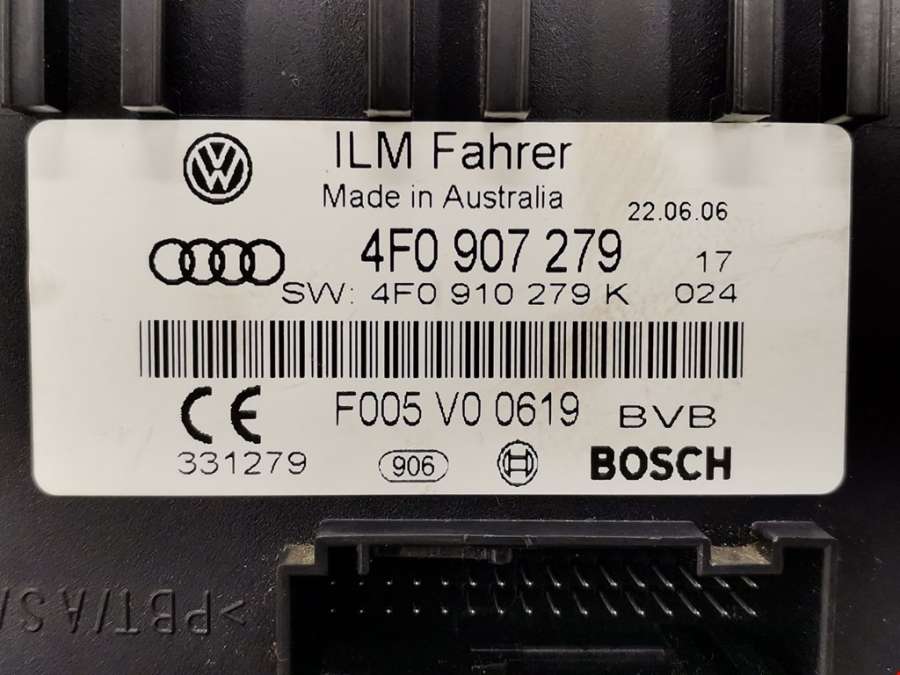 ILM Fahrer
Made in Australia
22.06.06
4F0 907 279 17
SW: 4F0 910 279 K 024
CE F005 V0 0619 BVB
331279 906 BOSCH
>PBT/ASA